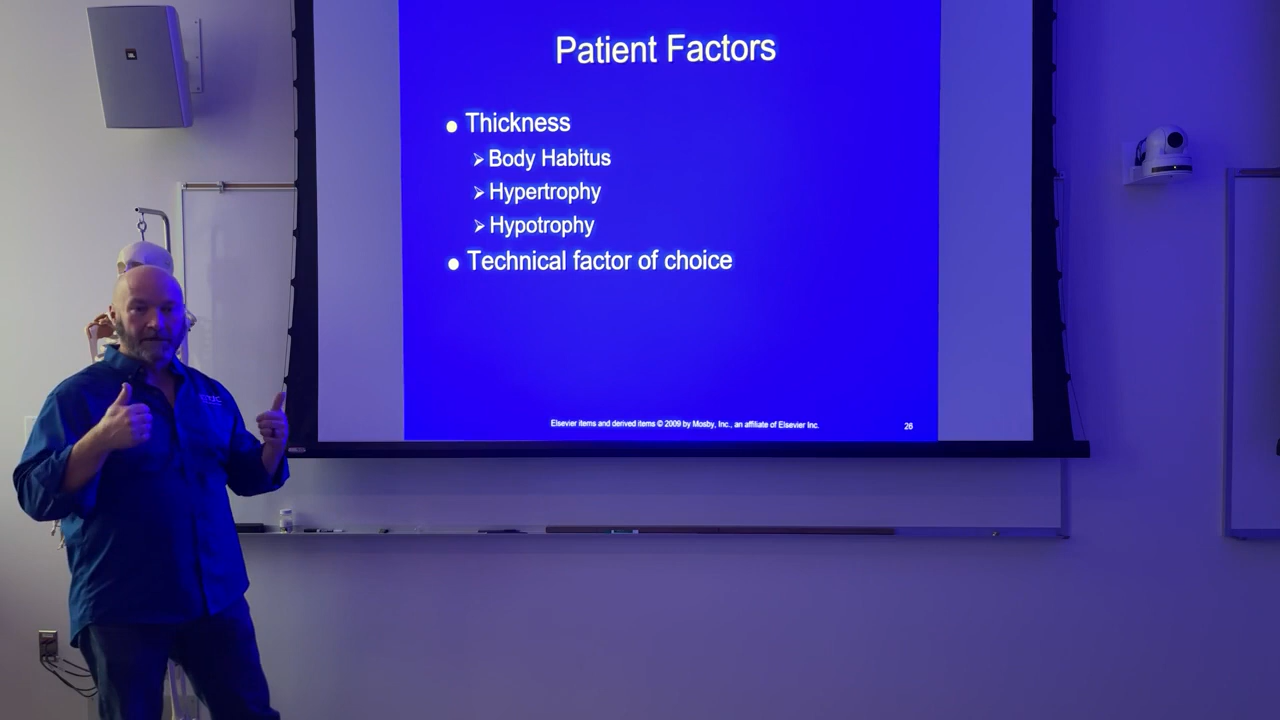 JBL
Patient Factors
● Thickness
➢ Body Habitus
➢ Hypertrophy
➢ Hypotrophy
● Technical factor of choice
Elsevier items and derived items © 2009 by Mosby, Inc., an affiliate of Elsevier Inc.
26